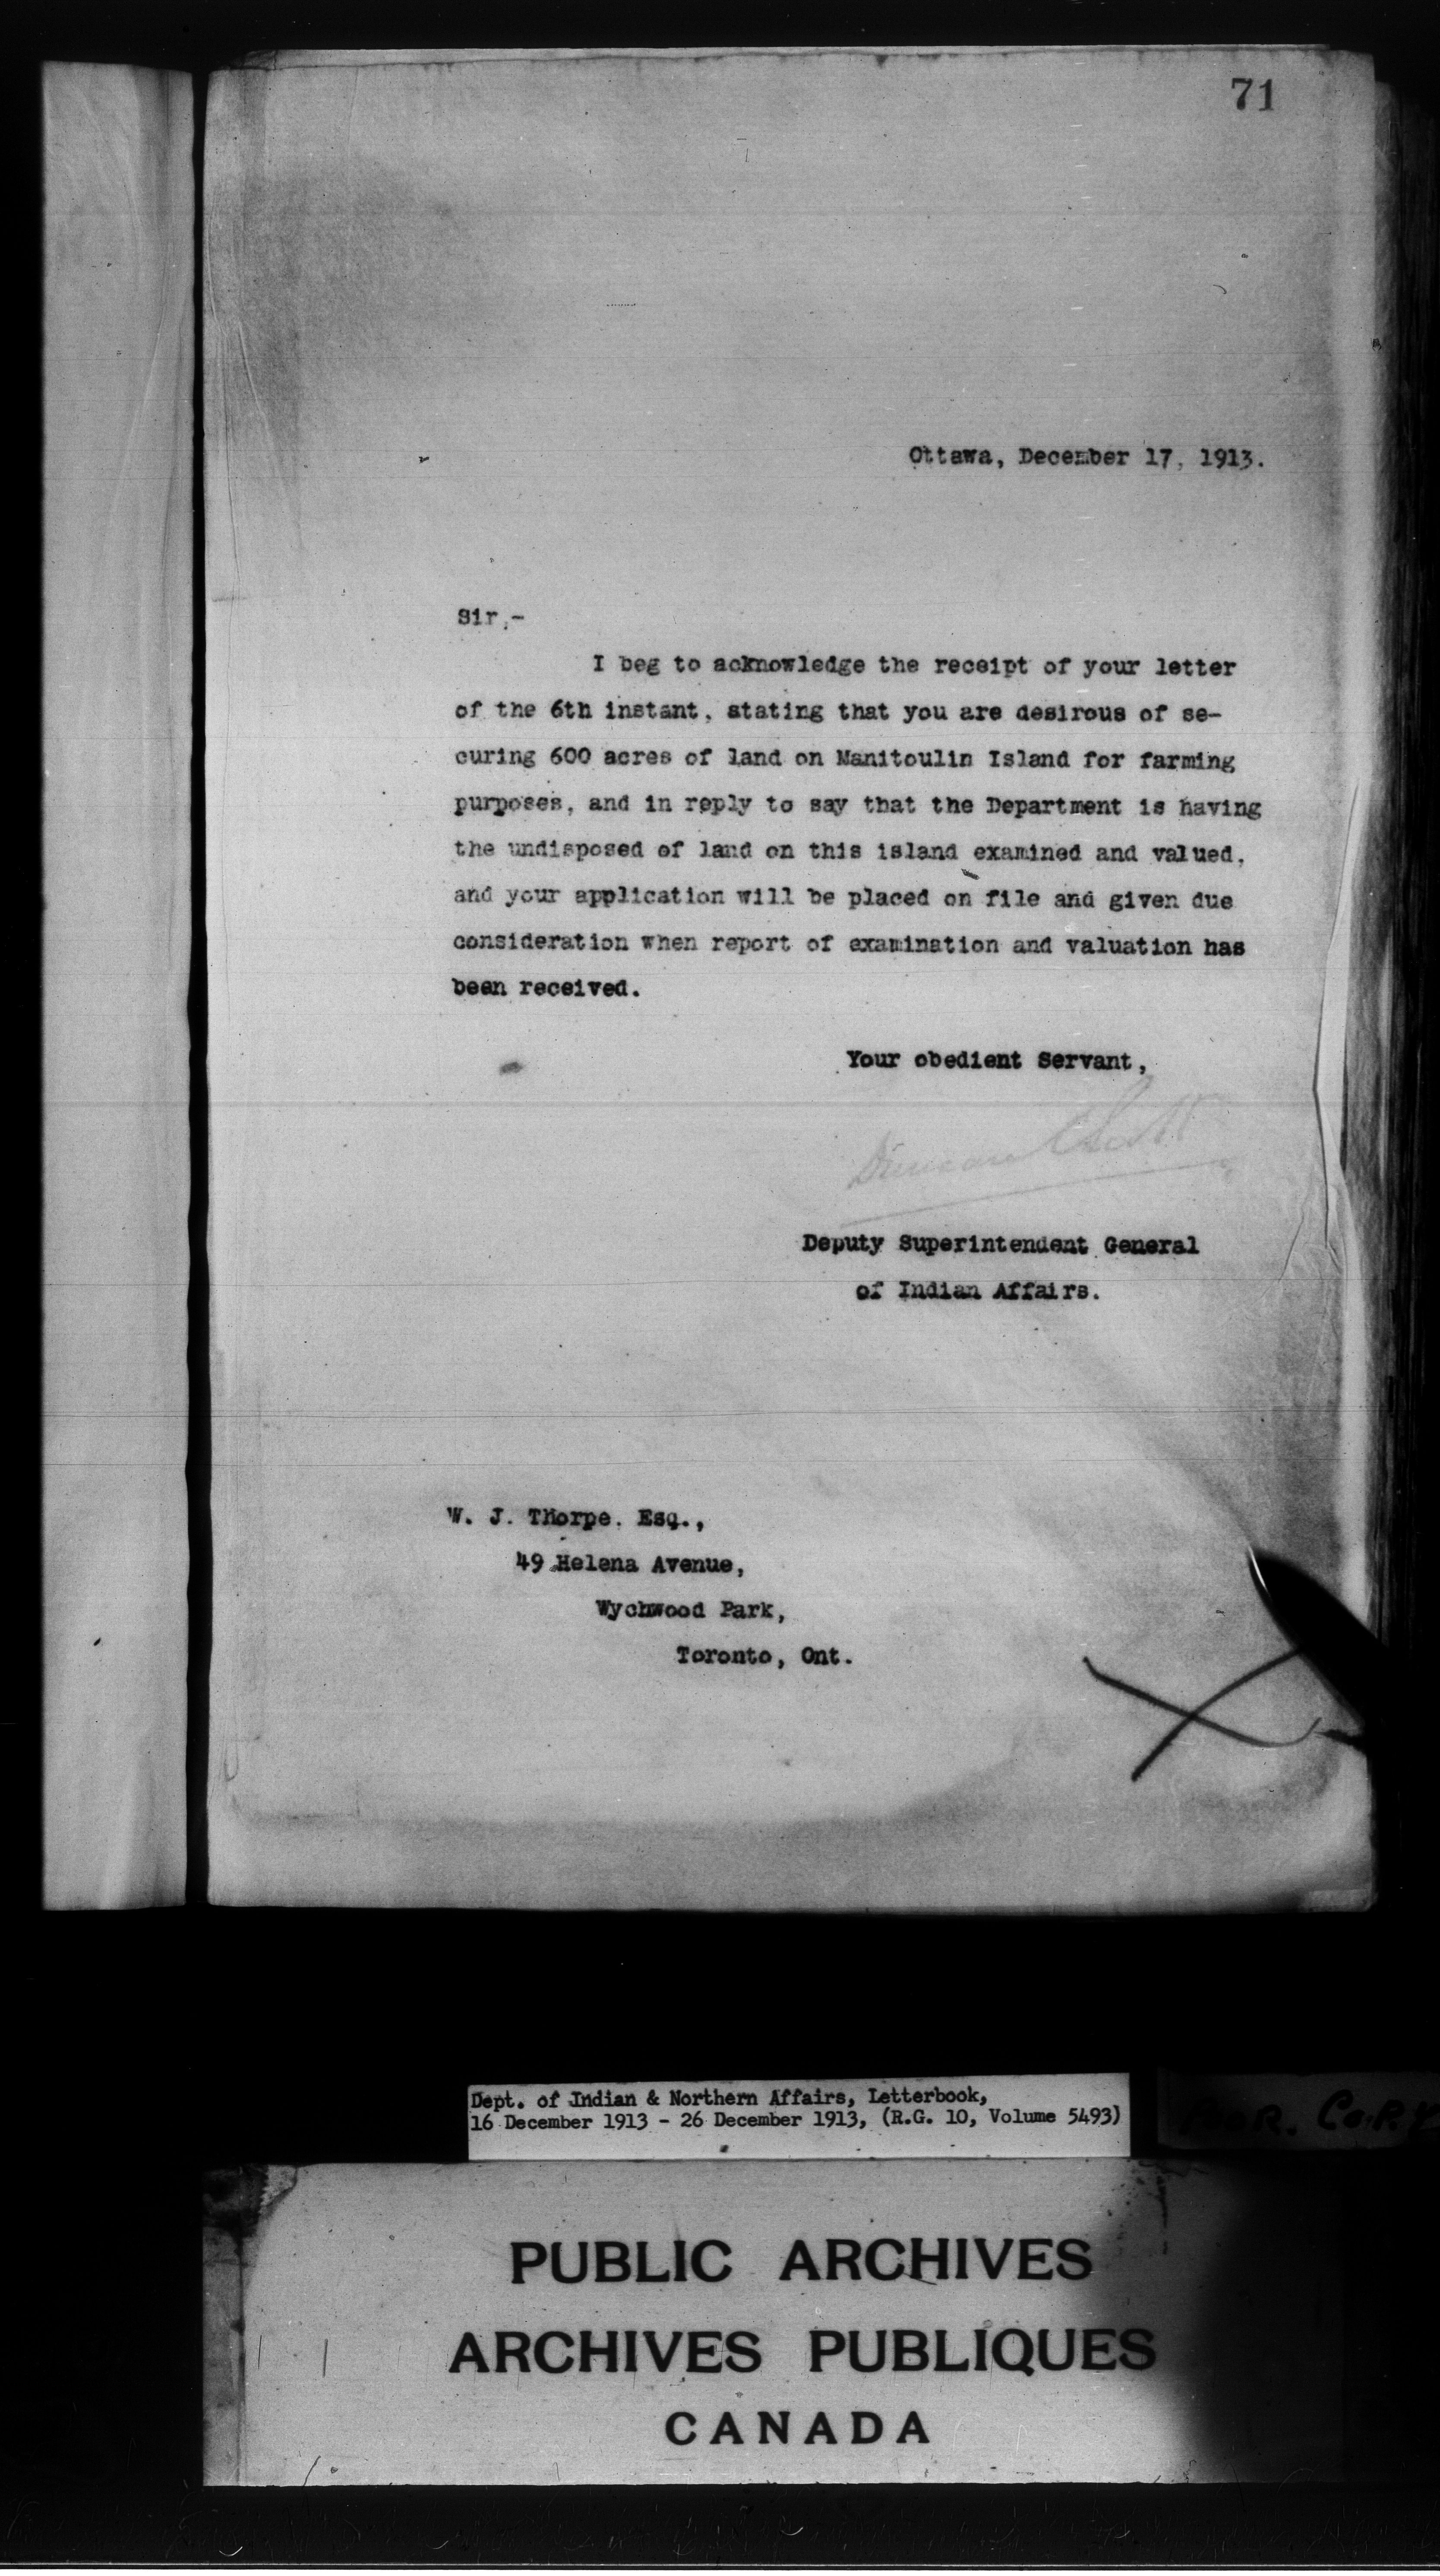 71
Ottawa, December 17, 1913.
Sir,-
I beg to acknowledge the receipt of your letter
of the 6th instant, stating that you are desirous of se-
curing 600 acres of land on Manitoulin Island for farming
purposes, and in reply to say that the Department is having
the undisposed of land on this island examined and valued,
and your application will be placed on file and given due
consideration when report of examination and valuation has
been received.
Your obedient Servant,
Duncan C Scott
Deputy Superintendent General
of Indian Affairs.
W. J. Thorpe. Esq.,
49 Helena Avenue,
Wychwood Park,
Toronto, Ont.
Dept. of Indian & Northern Affairs, Letterbook,
16 December 1913 - 26 December 1913, (R.G. 10, Volume 5493)
PUBLIC ARCHIVES
ARCHIVES PUBLIQUES
CANADA